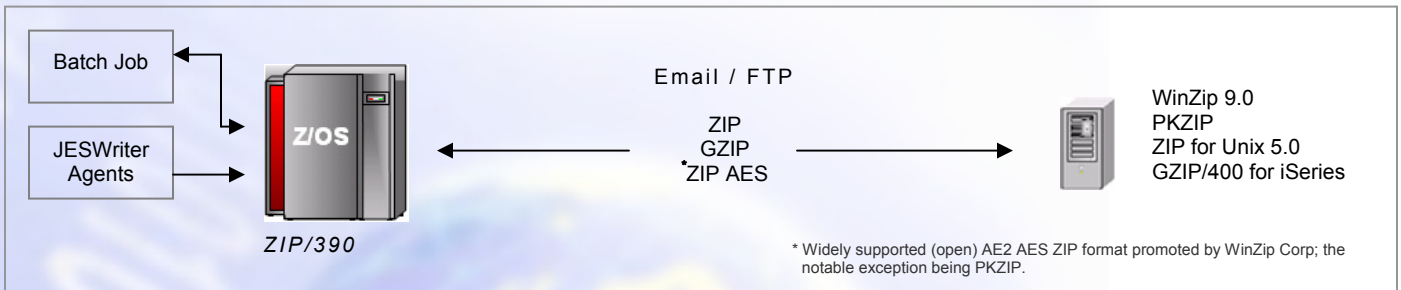 Batch Job
JESWriter
Agents
Z/OS
ZIP/390
Email / FTP
ZIP
GZIP
*ZIP AES
WinZip 9.0
PKZIP
ZIP for Unix 5.0
GZIP/400 for iSeries
* Widely supported (open) AE2 AES ZIP format promoted by WinZip Corp; the
notable exception being PKZIP.